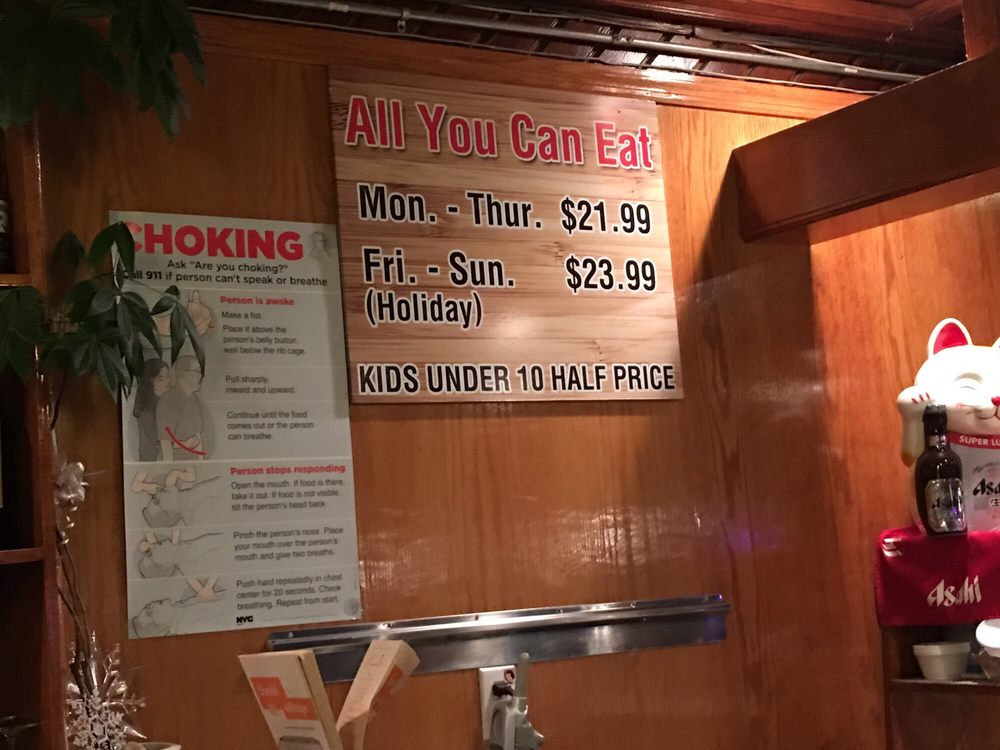 All You Can Eat
Mon. - Thur. $21.99
Fri. - Sun. $23.99
(Holiday)
KIDS UNDER 10 HALF PRICE
CHOKING
Ask "Are you choking?"
Call 911 if person can't speak or breathe
Person is awake
Make a fist.
Place it above the
person's belly button,
well below the rib cage.
Pull sharply,
inward and upward.
Continue until the food
comes out or the person
can breathe.
Person stops responding
Open the mouth. If food is there,
take it out. If food is not visible,
tilt the person's head back.
Pinch the person's nose. Place
your mouth over the person's
mouth and give two breaths.
Push hard repeatedly in chest
center for 20 seconds. Check
breathing. Repeat from start.
NYC
SUPER
Asahi